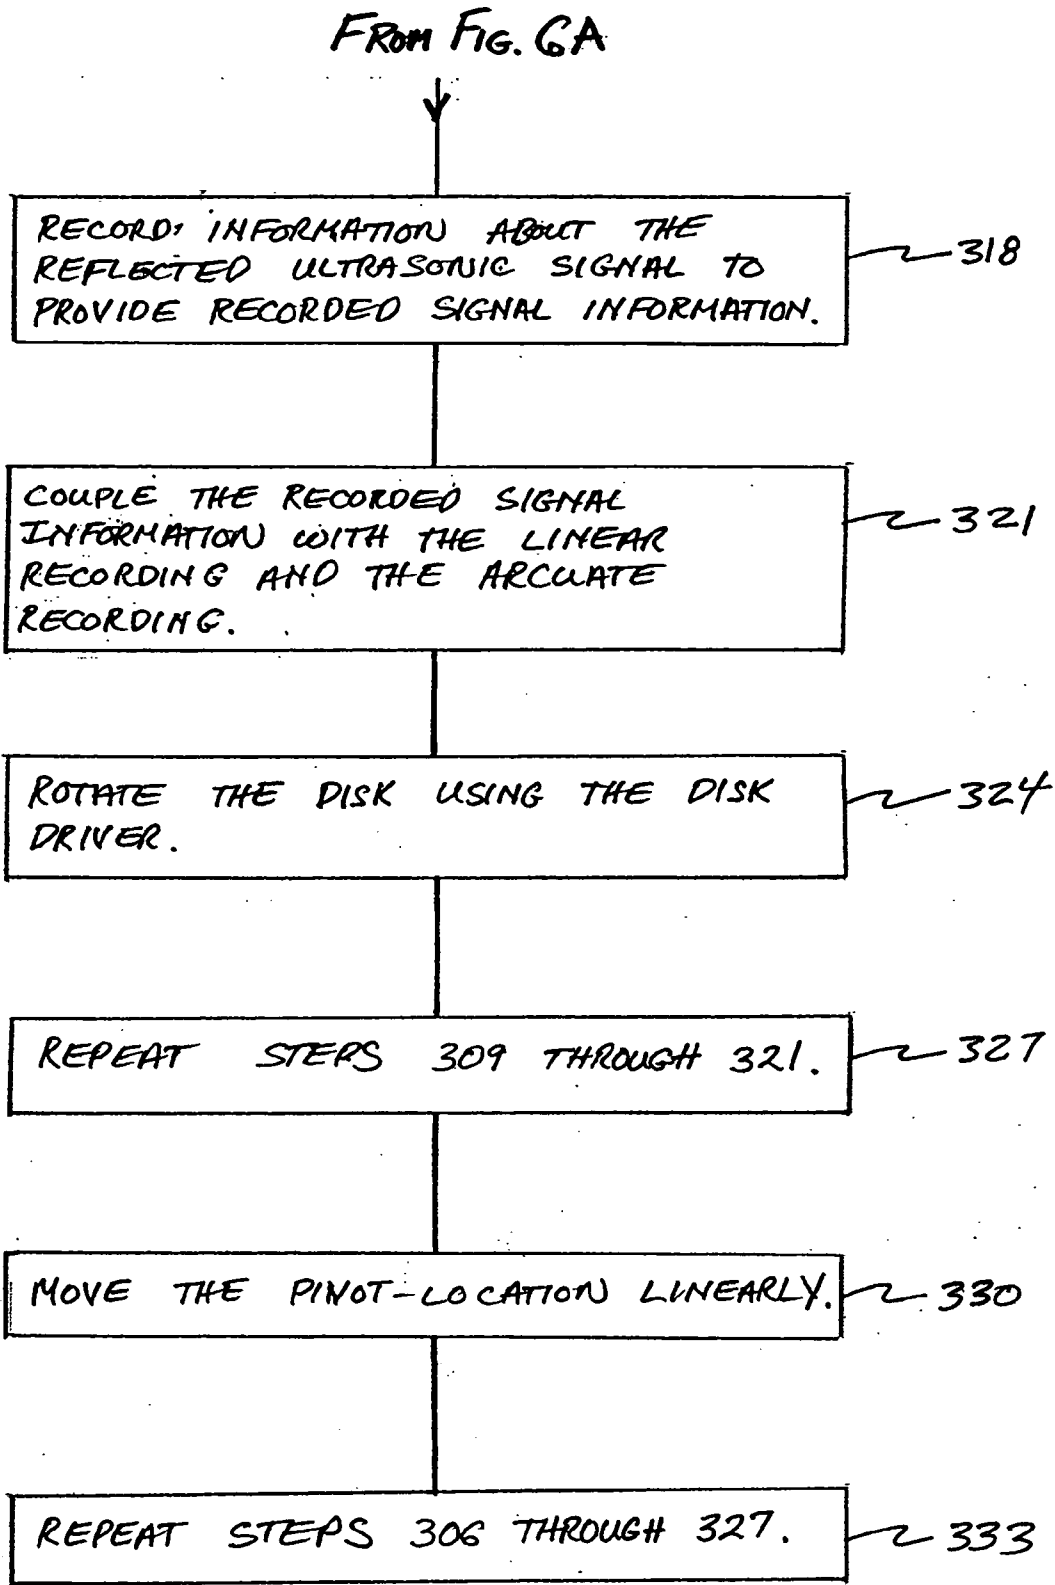 FROM FIG. 6A
RECORD INFORMATION ABOUT THE
REFLECTED ULTRASONIC SIGNAL TO
PROVIDE RECORDED SIGNAL INFORMATION.
318
COUPLE THE RECORDED SIGNAL
INFORMATION WITH THE LINEAR
RECORDING AND THE ARCUATE
RECORDING.
321
ROTATE THE DISK USING THE DISK
DRIVER.
324
REPEAT STEPS 309 THROUGH 321.
327
MOVE THE PIVOT-LOCATION LINEARLY.
330
REPEAT STEPS 306 THROUGH 327.
333